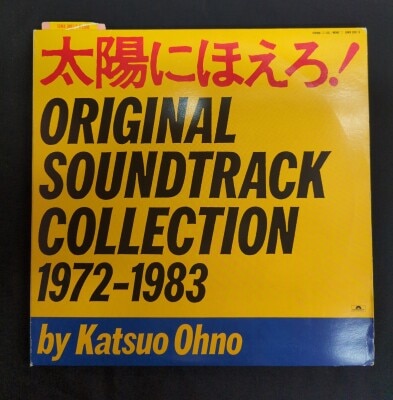 太陽にほえろ!
ORIGINAL
SOUNDTRACK
COLLECTION
1972-1983
by Katsuo Ohno